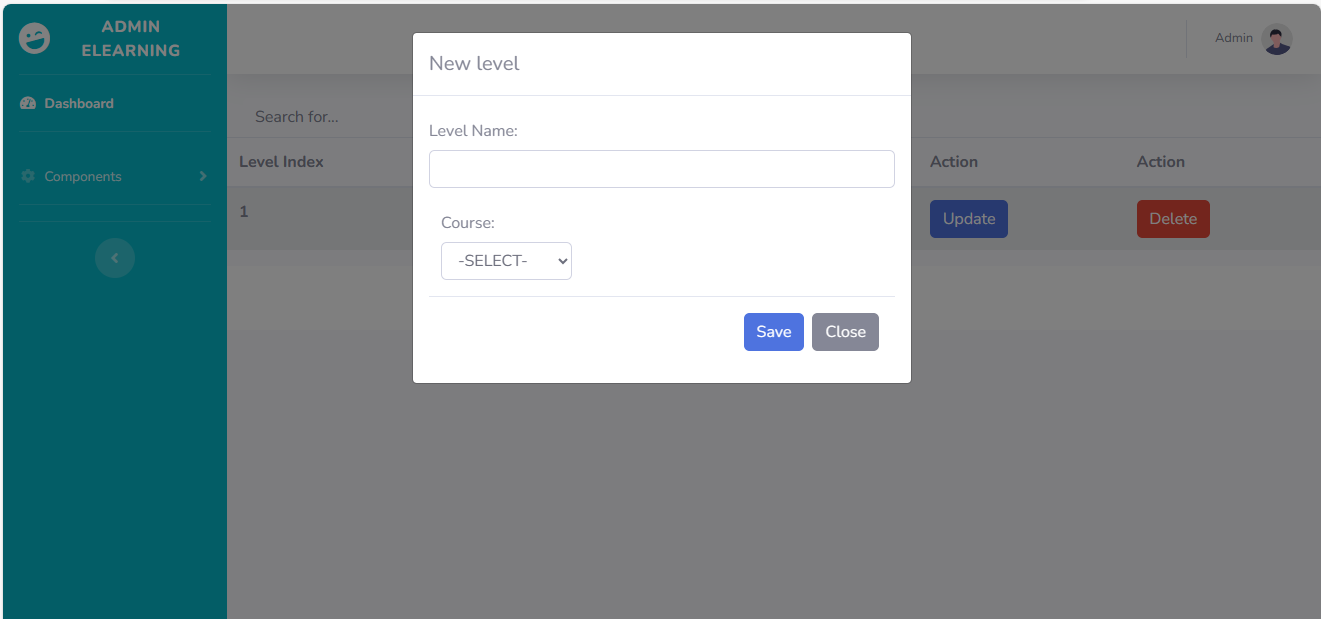 ADMIN
ELEARNING
Dashboard
Components
Admin
Search for...
Level Index
Action
Action
1
Update
Delete
New level
Level Name:
Course:
-SELECT-
Save
Close